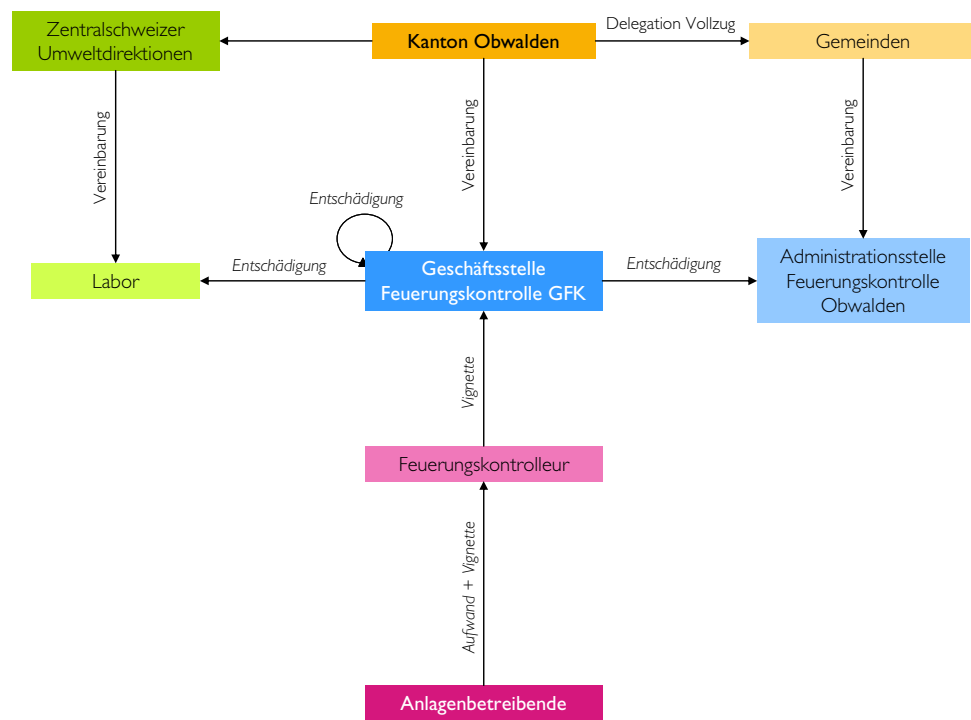 Zentralschweizer
Umweltdirektionen
Kanton Obwalden
Delegation Vollzug
Gemeinden
Vereinbarung
Vereinbarung
Vereinbarung
Entschädigung
Labor
Entschädigung
Geschäftsstelle
Feuerungskontrolle GFK
Entschädigung
Administrationsstelle
Feuerungskontrolle
Obwalden
Vignette
Feuerungskontrolleur
Aufwand + Vignette
Anlagenbetreibende